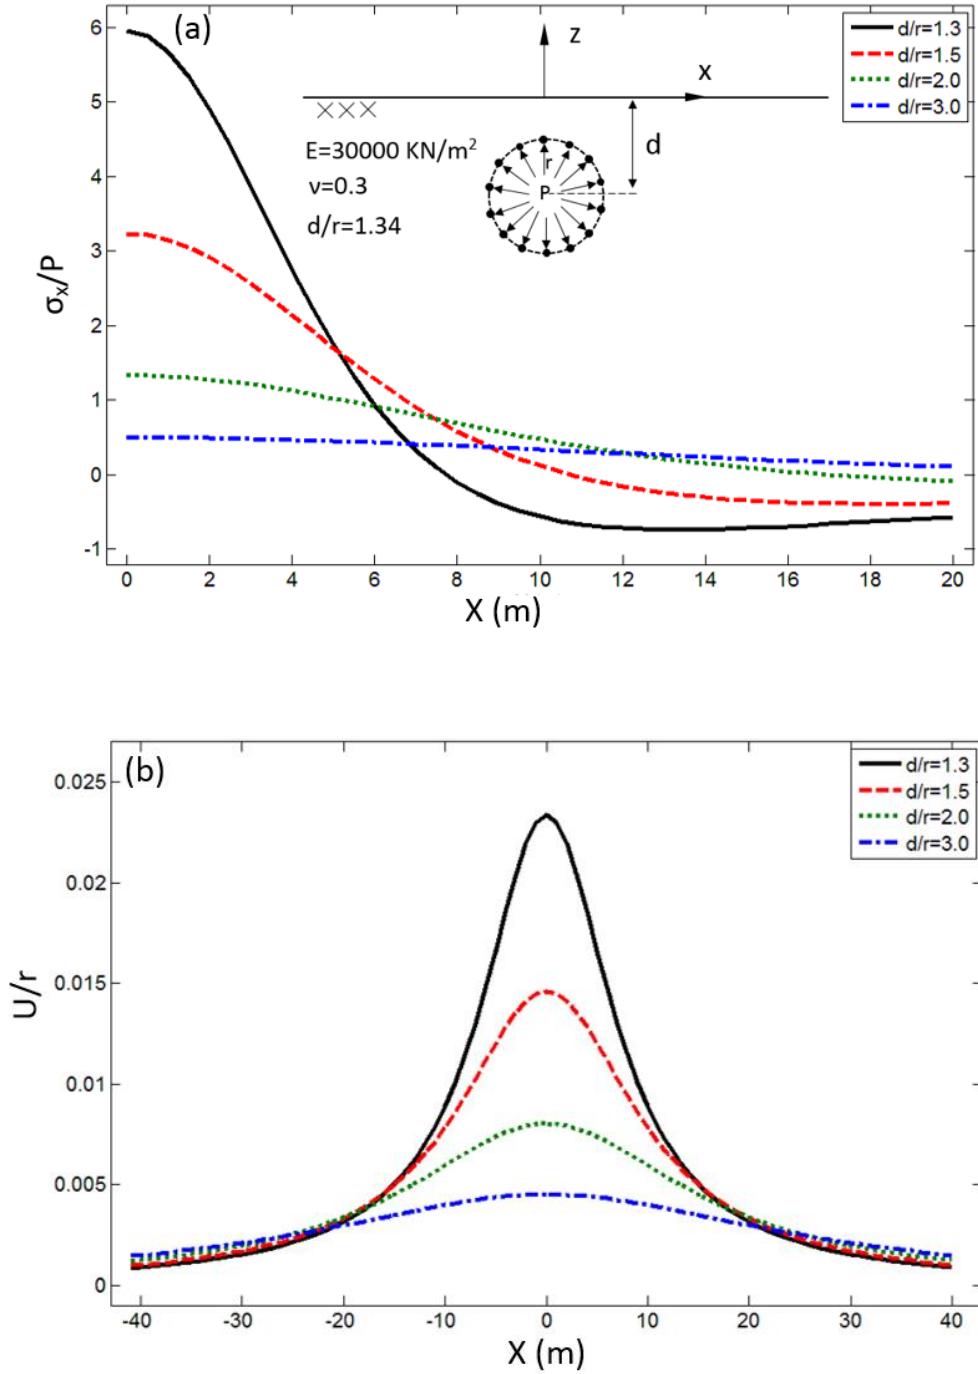 (a)
σx/P
6
5
4
3
2
1
0
-1
0 2 4 6 8 10 12 14 16 18 20
X (m)
z
x
d
r
P
E=30000 KN/m²
ν=0.3
d/r=1.34
d/r=1.3
d/r=1.5
d/r=2.0
d/r=3.0
(b)
U/r
0.025
0.02
0.015
0.01
0.005
0
-40 -30 -20 -10 0 10 20 30 40
X (m)
d/r=1.3
d/r=1.5
d/r=2.0
d/r=3.0